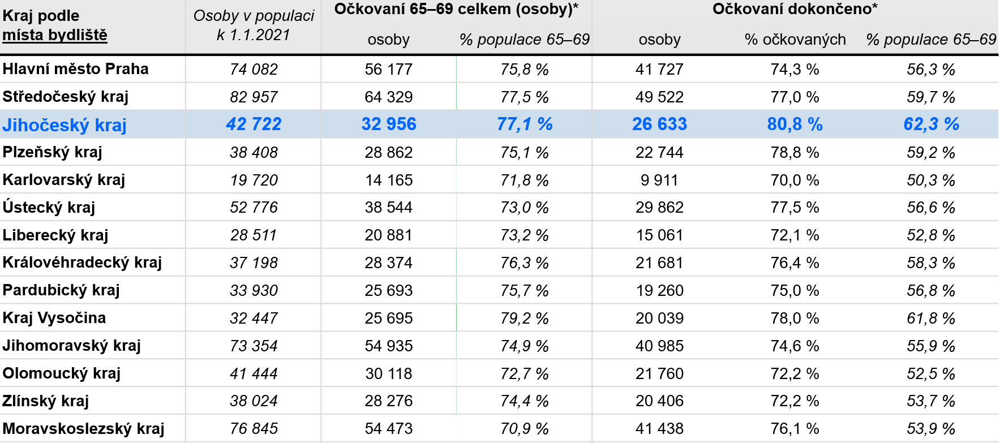 Kraj podle místa bydliště Osoby v populaci k 1.1.2021 Očkovaní 65–69 celkem (osoby)* Očkovaní dokončeno*
osoby % populace 65–69 osoby % očkovaných % populace 65–69
Hlavní město Praha 74 082 56 177 75,8 % 41 727 74,3 % 56,3 %
Středočeský kraj 82 957 64 329 77,5 % 49 522 77,0 % 59,7 %
Jihočeský kraj 42 722 32 956 77,1 % 26 633 80,8 % 62,3 %
Plzeňský kraj 38 408 28 862 75,1 % 22 744 78,8 % 59,2 %
Karlovarský kraj 19 720 14 165 71,8 % 9 911 70,0 % 50,3 %
Ústecký kraj 52 776 38 544 73,0 % 29 862 77,5 % 56,6 %
Liberecký kraj 28 511 20 881 73,2 % 15 061 72,1 % 52,8 %
Královéhradecký kraj 37 198 28 374 76,3 % 21 681 76,4 % 58,3 %
Pardubický kraj 33 930 25 693 75,7 % 19 260 75,0 % 56,8 %
Kraj Vysočina 32 447 25 695 79,2 % 20 039 78,0 % 61,8 %
Jihomoravský kraj 73 354 54 935 74,9 % 40 985 74,6 % 55,9 %
Olomoucký kraj 41 444 30 118 72,7 % 21 760 72,2 % 52,5 %
Zlínský kraj 38 024 28 276 74,4 % 20 406 72,2 % 53,7 %
Moravskoslezský kraj 76 845 54 473 70,9 % 41 438 76,1 % 53,9 %